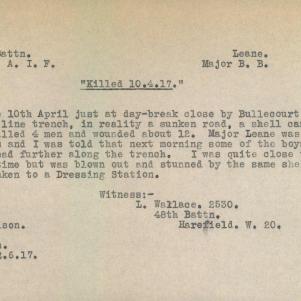 Battn. Leane.
A. I. F. Major B. B.
"Killed 10.4.17."
10th April just at day-break close by Bullecourt
line trench, in reality a sunken road, a shell ca
lled 4 men and wounded about 12. Major Leane was
and I was told that next morning some of the boy
ad further along the trench. I was quite close
time but was blown out and stunned by the same she
aken to a Dressing Station.
Witness:-
L. Wallace. 2530.
48th Battn.
ison. Harefield. W. 20.
.6.17.